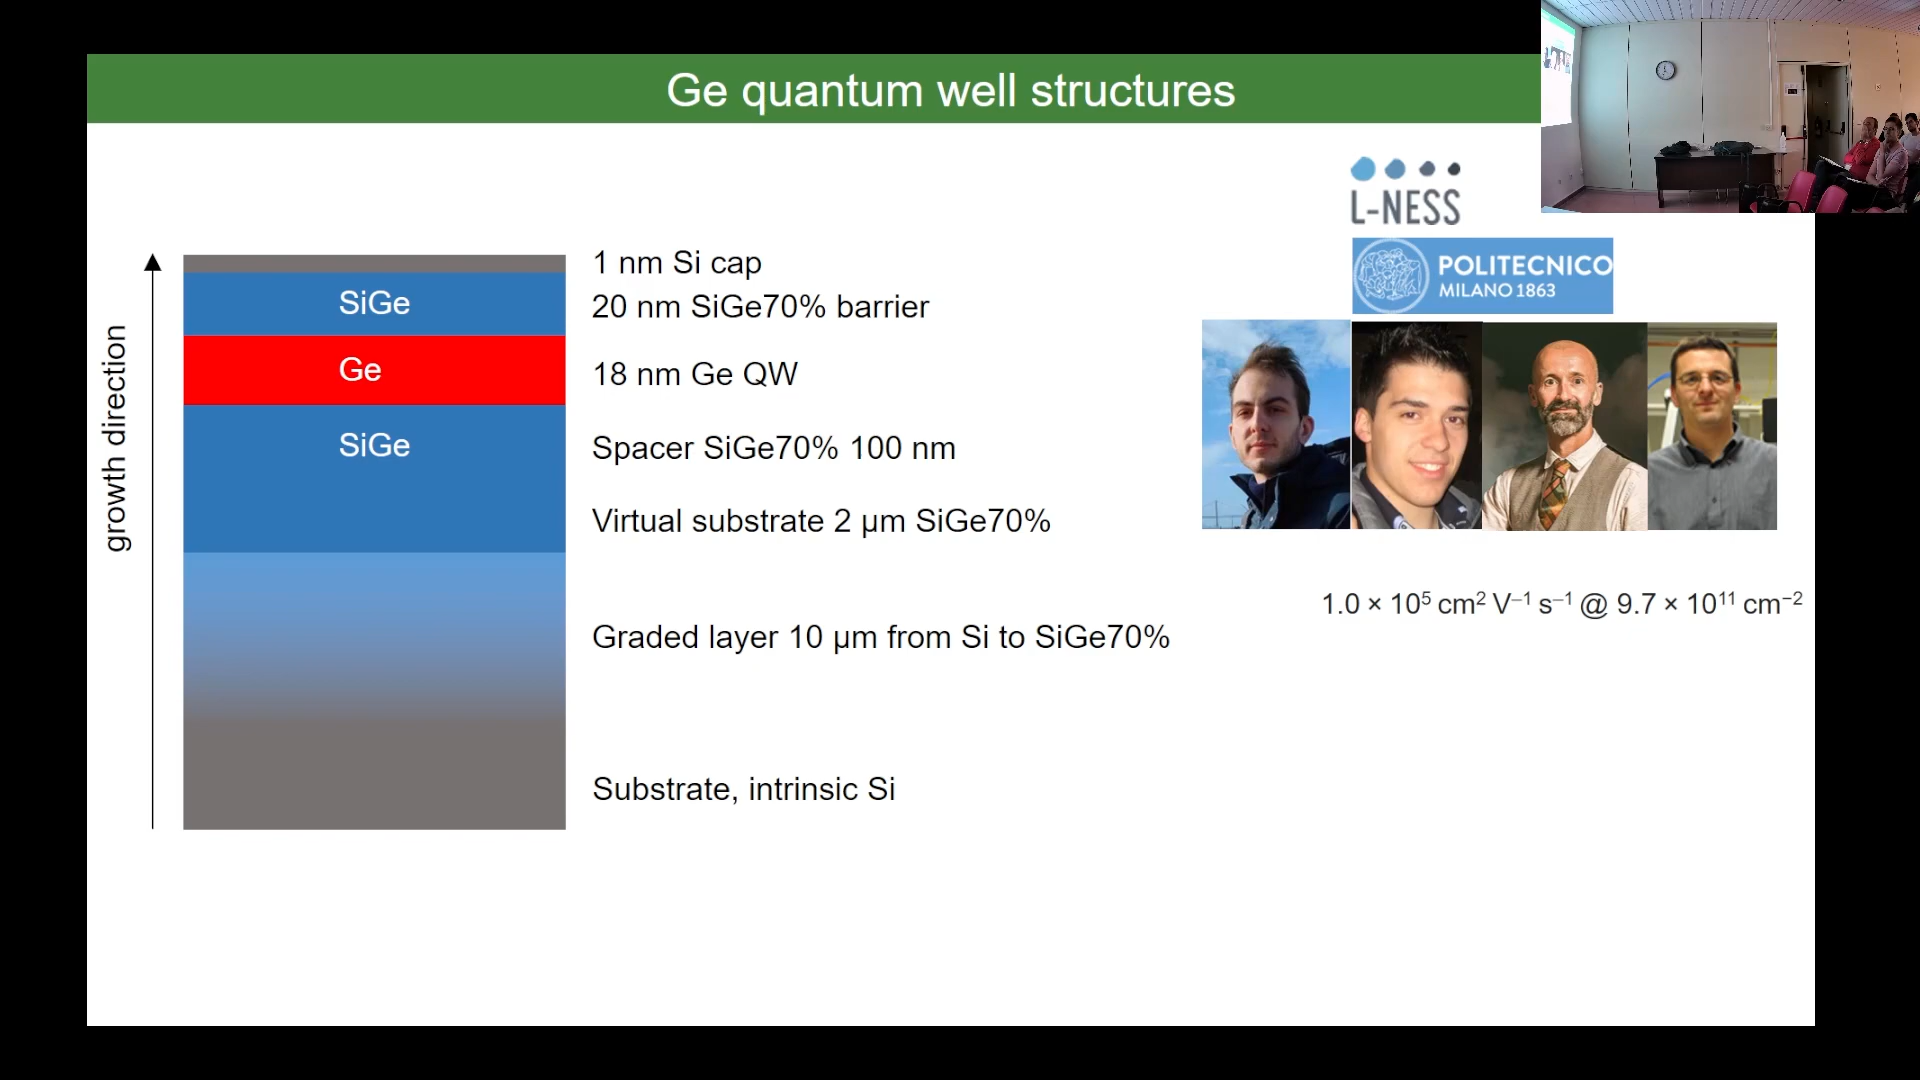 Ge quantum well structures
L-NESS
POLITECNICO
MILANO 1863
growth direction
SiGe
Ge
SiGe
1 nm Si cap
20 nm SiGe70% barrier
18 nm Ge QW
Spacer SiGe70% 100 nm
Virtual substrate 2 µm SiGe70%
Graded layer 10 µm from Si to SiGe70%
Substrate, intrinsic Si
1.0 × 10⁵ cm² V⁻¹ s⁻¹ @ 9.7 × 10¹¹ cm⁻²